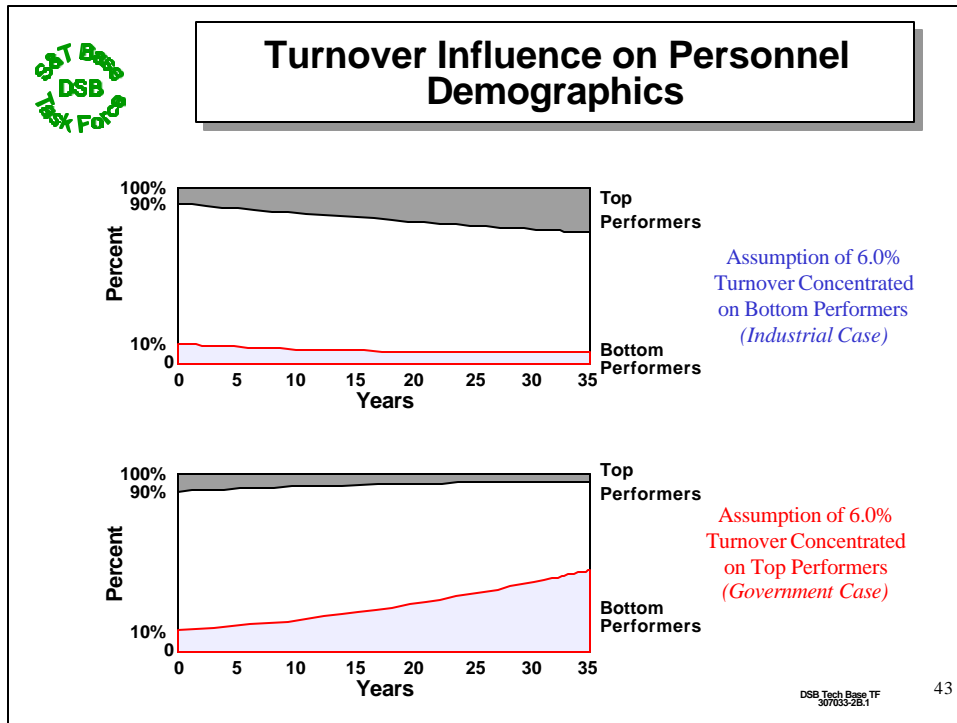 S&T Base
DSB
Task Force
Turnover Influence on Personnel
Demographics
100%
90%
Percent
10%
0
0 5 10 15 20 25 30 35
Years
Top
Performers
Bottom
Performers
Assumption of 6.0%
Turnover Concentrated
on Bottom Performers
(Industrial Case)
100%
90%
Percent
10%
0
0 5 10 15 20 25 30 35
Years
Top
Performers
Bottom
Performers
Assumption of 6.0%
Turnover Concentrated
on Top Performers
(Government Case)
DSB Tech Base TF
307033-2B.1
43